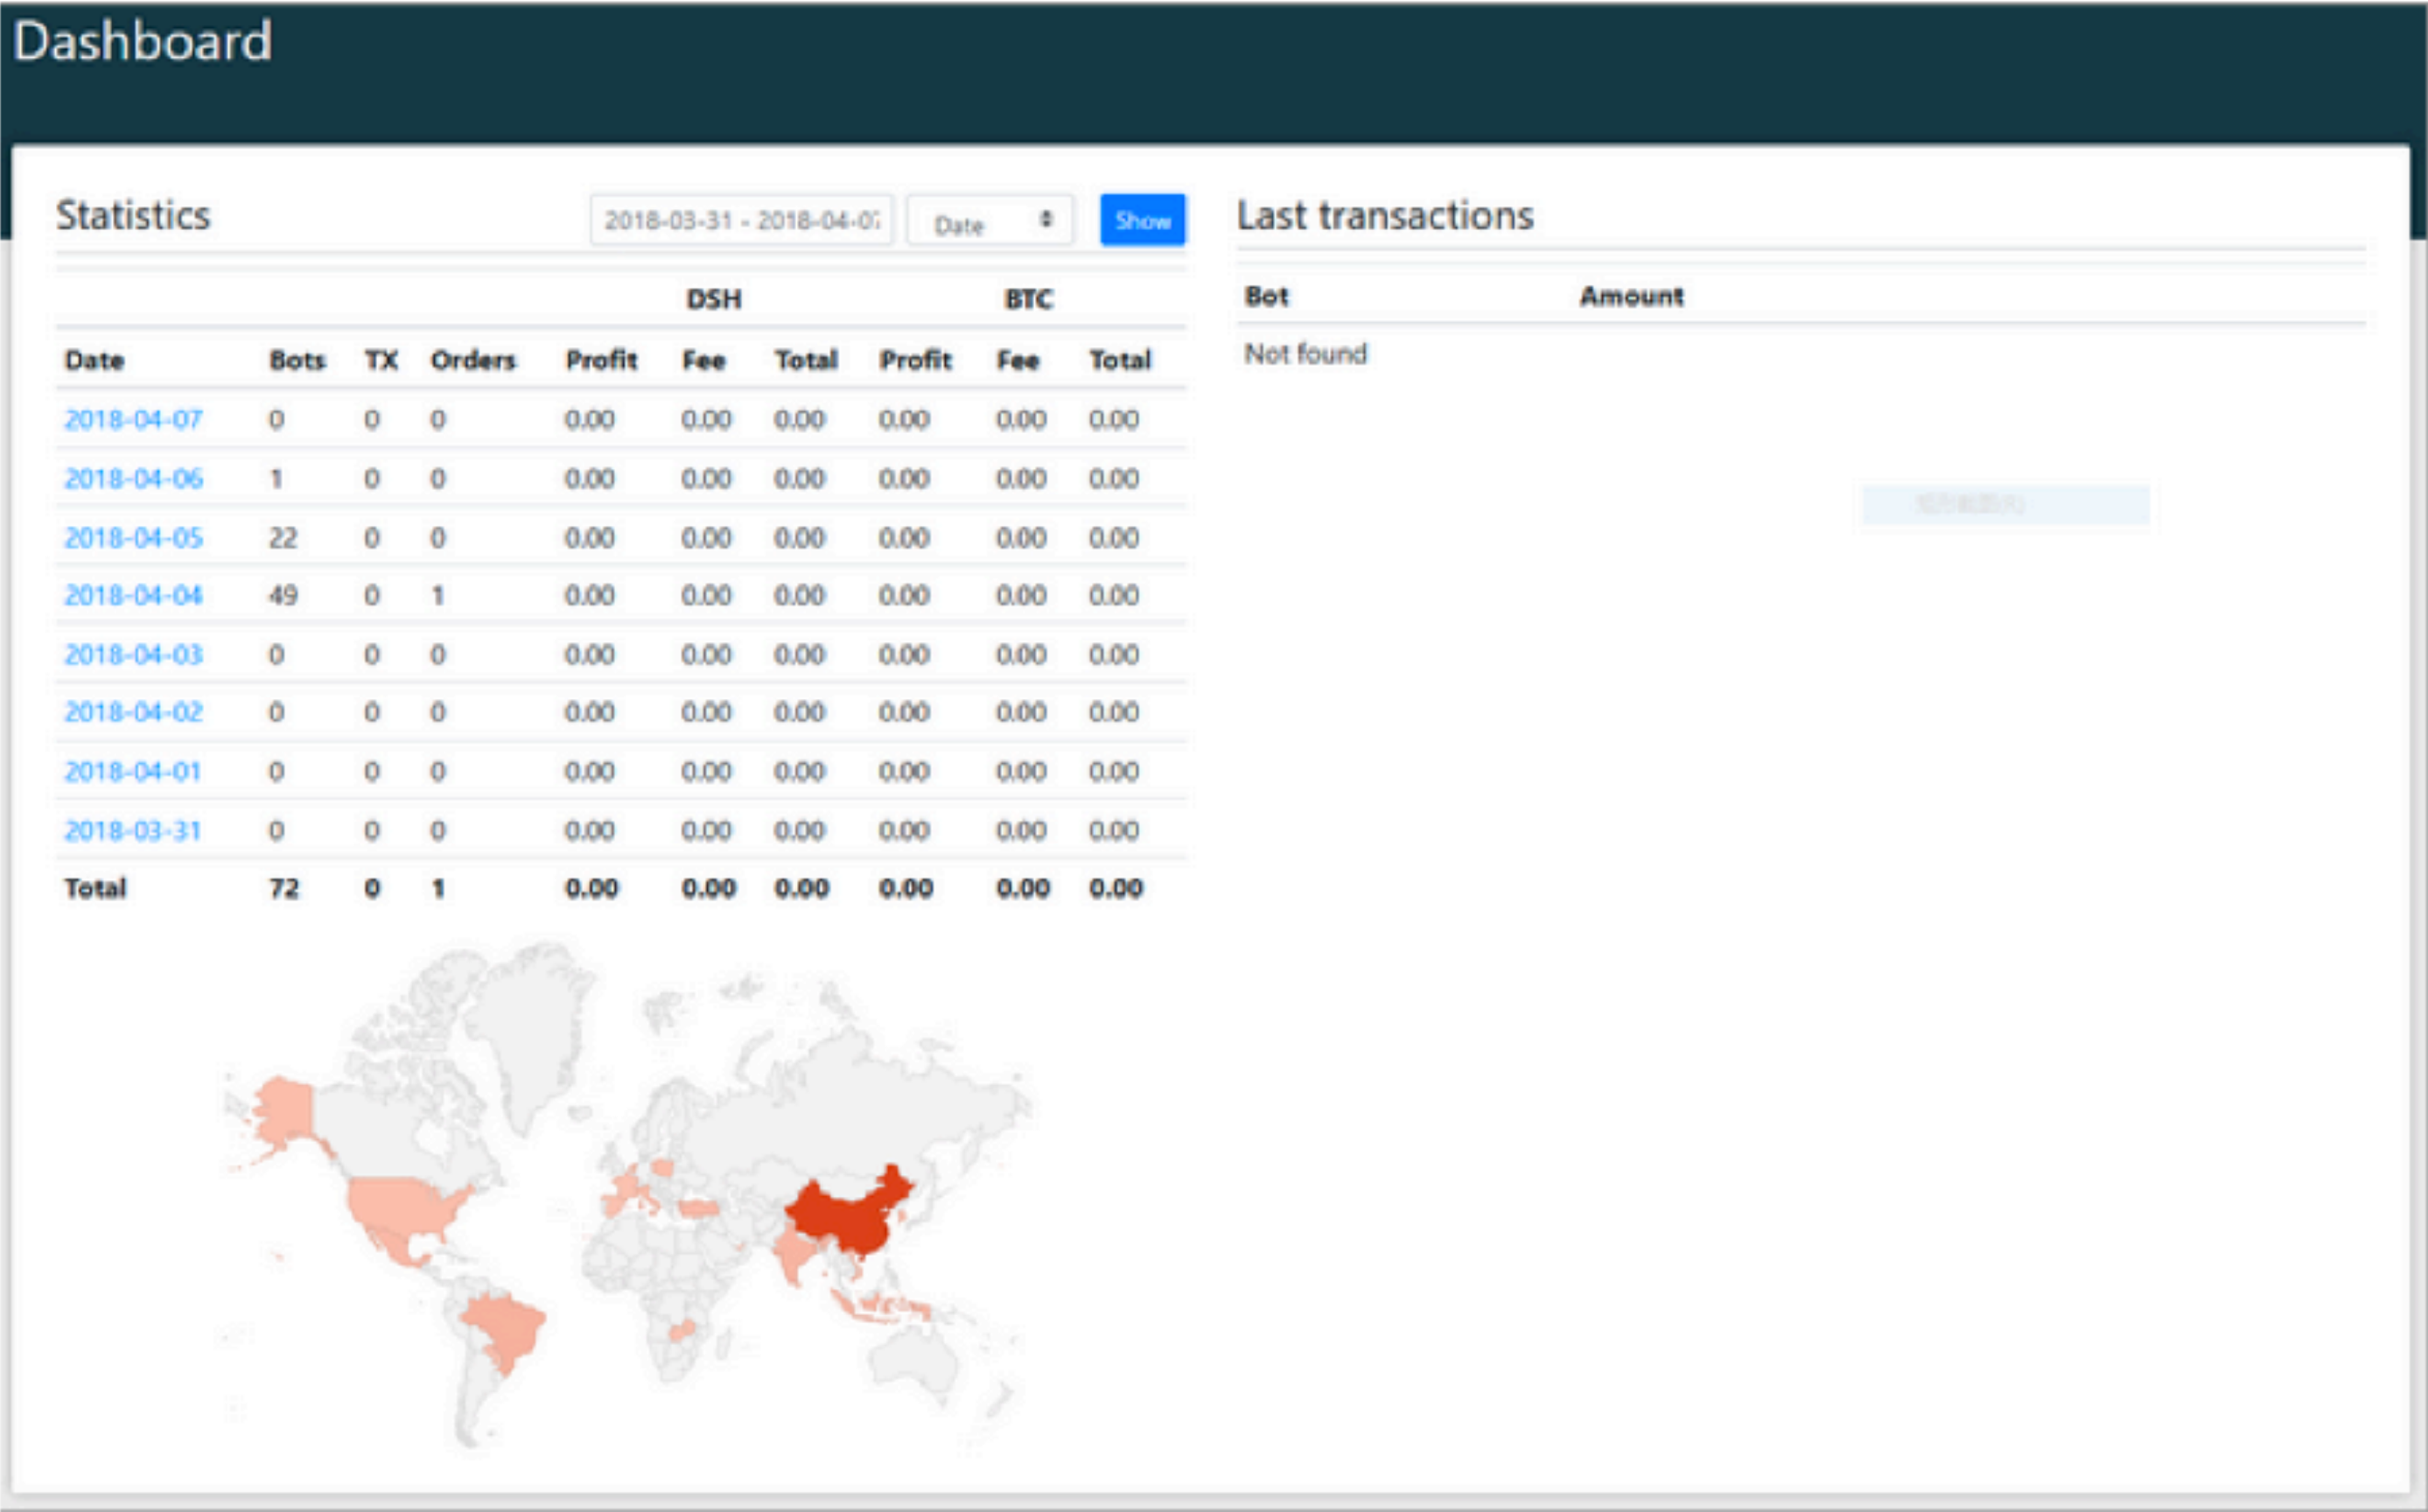 Dashboard
Statistics 2018-03-31 - 2018-04-07 Date Show
DSH BTC
Date Bots TX Orders Profit Fee Total Profit Fee Total
2018-04-07 0 0 0 0.00 0.00 0.00 0.00 0.00 0.00
2018-04-06 1 0 0 0.00 0.00 0.00 0.00 0.00 0.00
2018-04-05 22 0 0 0.00 0.00 0.00 0.00 0.00 0.00
2018-04-04 49 0 1 0.00 0.00 0.00 0.00 0.00 0.00
2018-04-03 0 0 0 0.00 0.00 0.00 0.00 0.00 0.00
2018-04-02 0 0 0 0.00 0.00 0.00 0.00 0.00 0.00
2018-04-01 0 0 0 0.00 0.00 0.00 0.00 0.00 0.00
2018-03-31 0 0 0 0.00 0.00 0.00 0.00 0.00 0.00
Total 72 0 1 0.00 0.00 0.00 0.00 0.00 0.00
Last transactions
Bot Amount
Not found